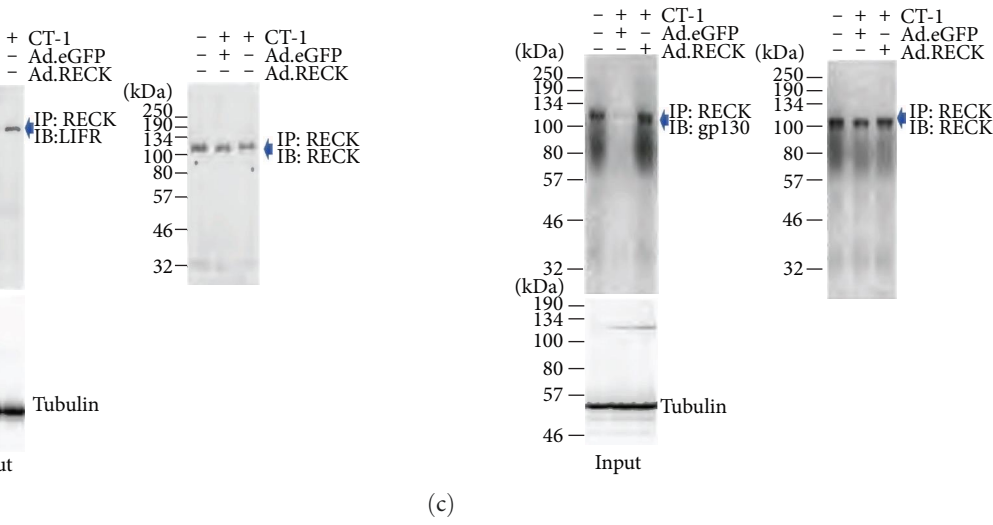 + CT-1
− Ad.eGFP
− Ad.RECK
IP: RECK
IB:LIFR
Tubulin
ut
− + + CT-1
− + − Ad.eGFP
− − − Ad.RECK
(kDa)
250
190
134
100
80
57
46
32
IP: RECK
IB: RECK
− + + CT-1
− + − Ad.eGFP
− − + Ad.RECK
(kDa)
250
190
134
100
80
57
46
32
IP: RECK
IB: gp130
(kDa)
190
134
100
80
57
46
Tubulin
Input
− + + CT-1
− + − Ad.eGFP
− − + Ad.RECK
(kDa)
250
190
134
100
80
57
46
32
IP: RECK
IB: RECK
(c)